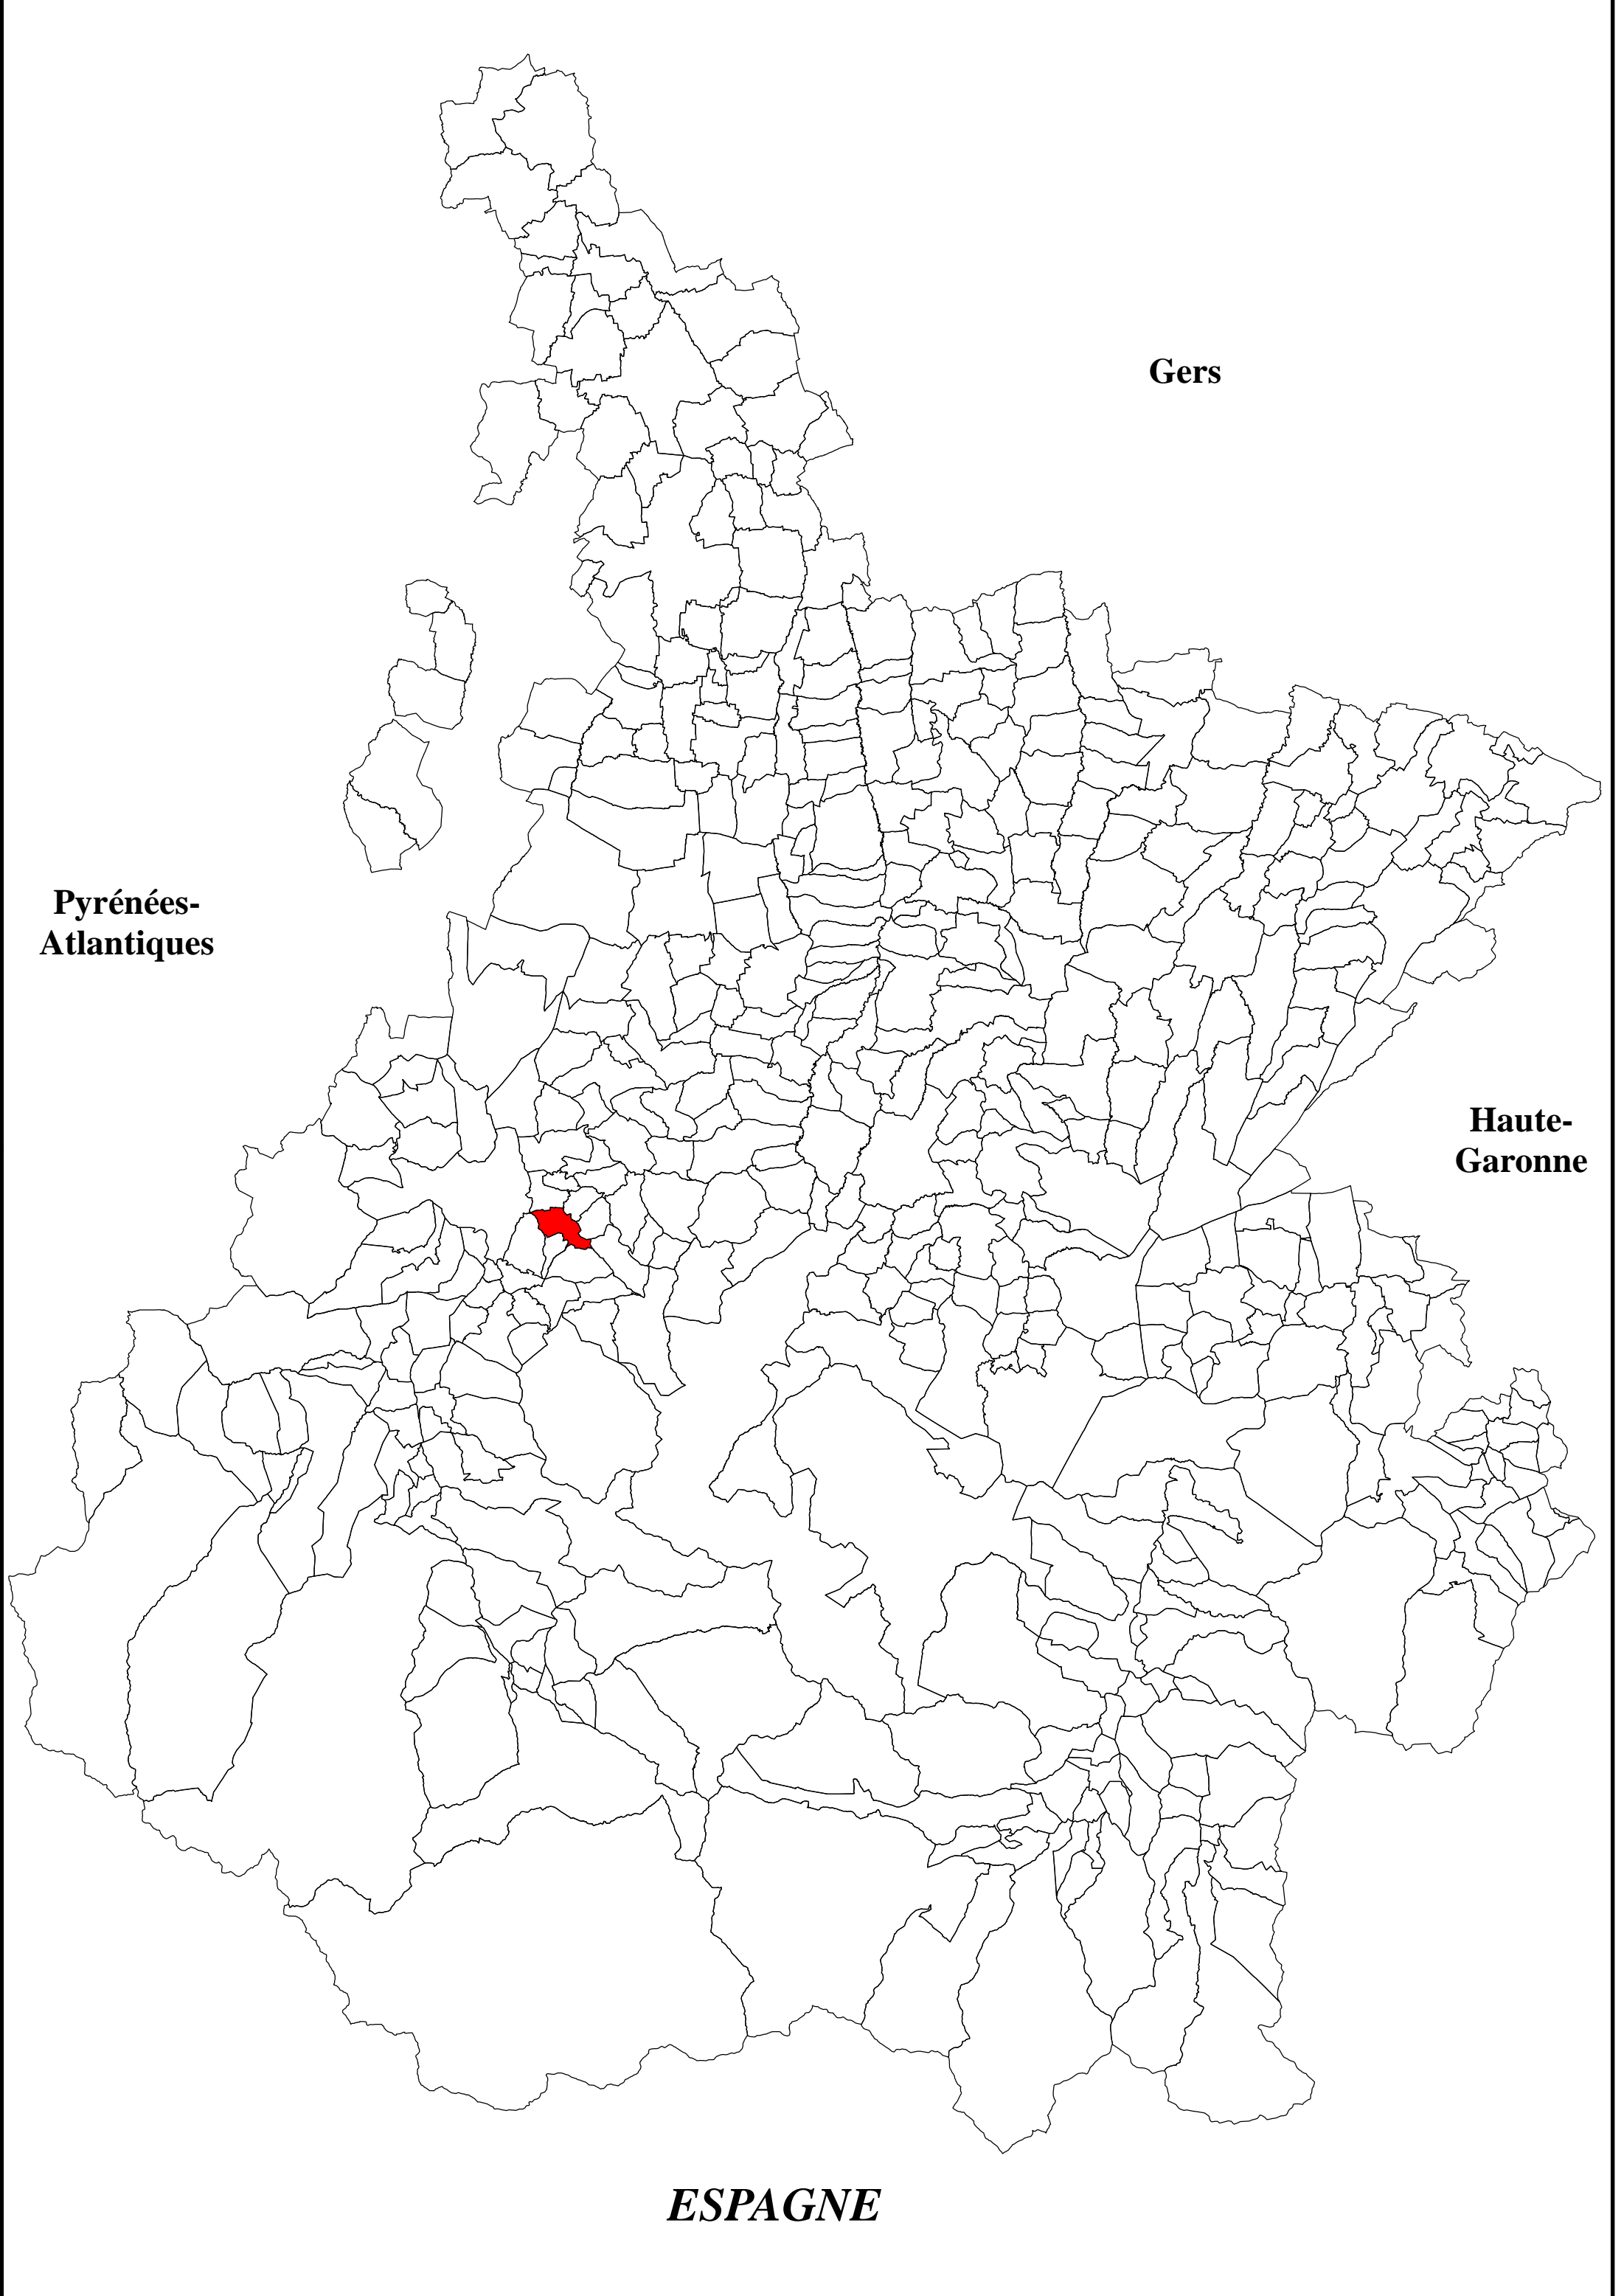 Gers
Pyrénées-
Atlantiques
Haute-
Garonne
ESPAGNE